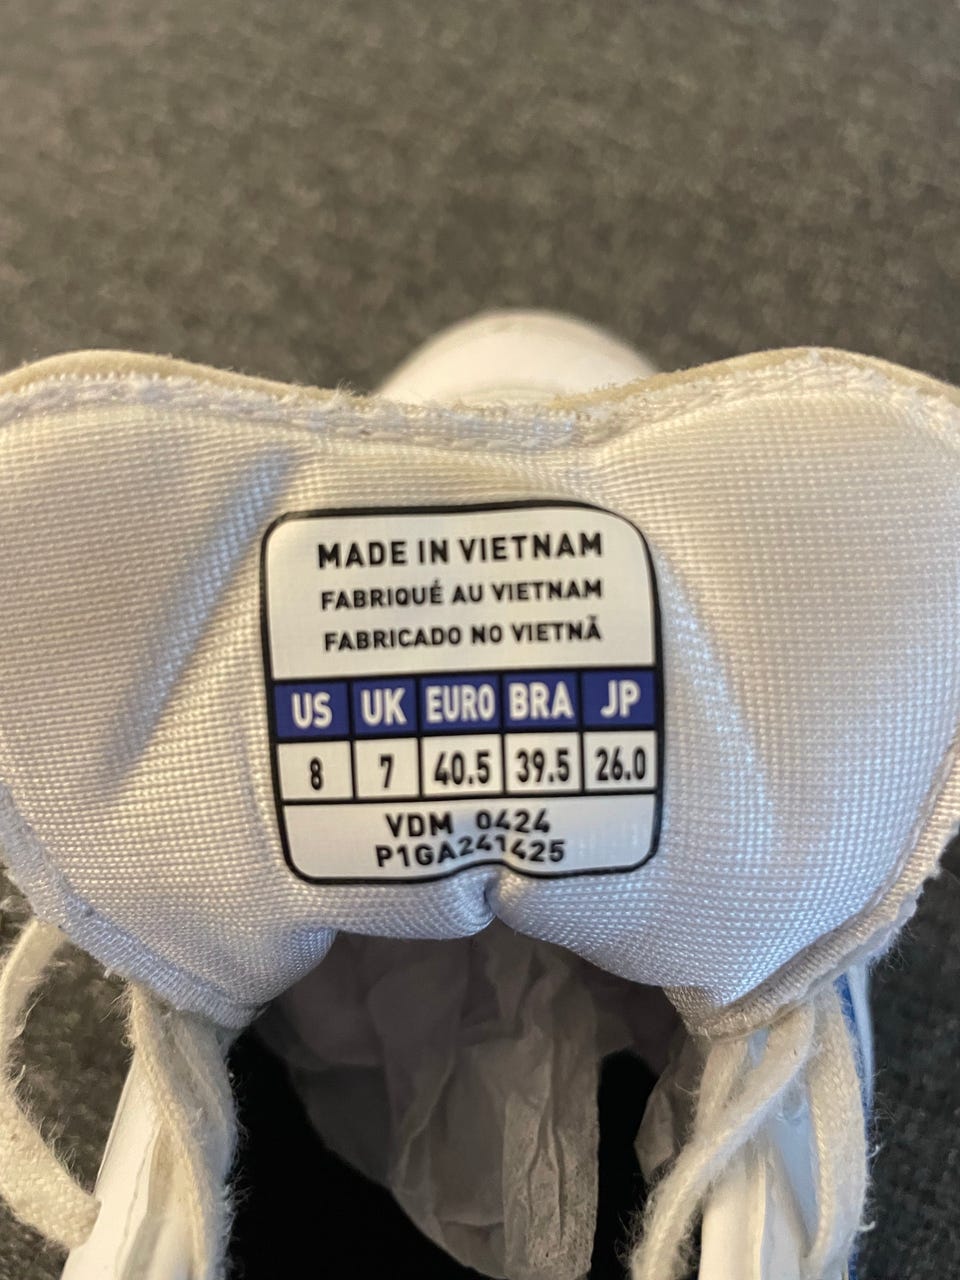 MADE IN VIETNAM
FABRIQUÉ AU VIETNAM
FABRICADO NO VIETNÃ
US UK EURO BRA JP
8 7 40.5 39.5 26.0
VDM 0424
P1GA241425